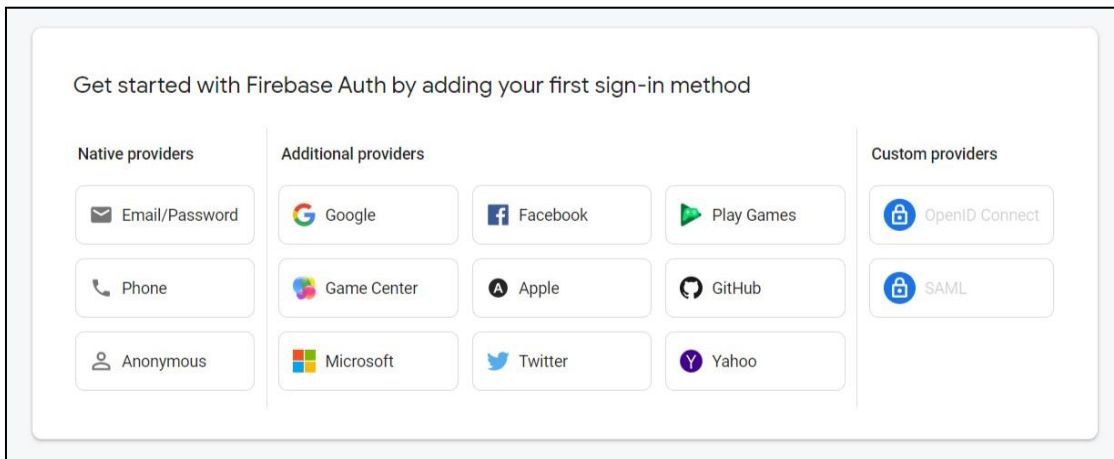 Get started with Firebase Auth by adding your first sign-in method
Native providers
Email/Password
Phone
Anonymous
Additional providers
Google
Facebook
Play Games
Game Center
Apple
GitHub
Microsoft
Twitter
Yahoo
Custom providers
OpenID Connect
SAML